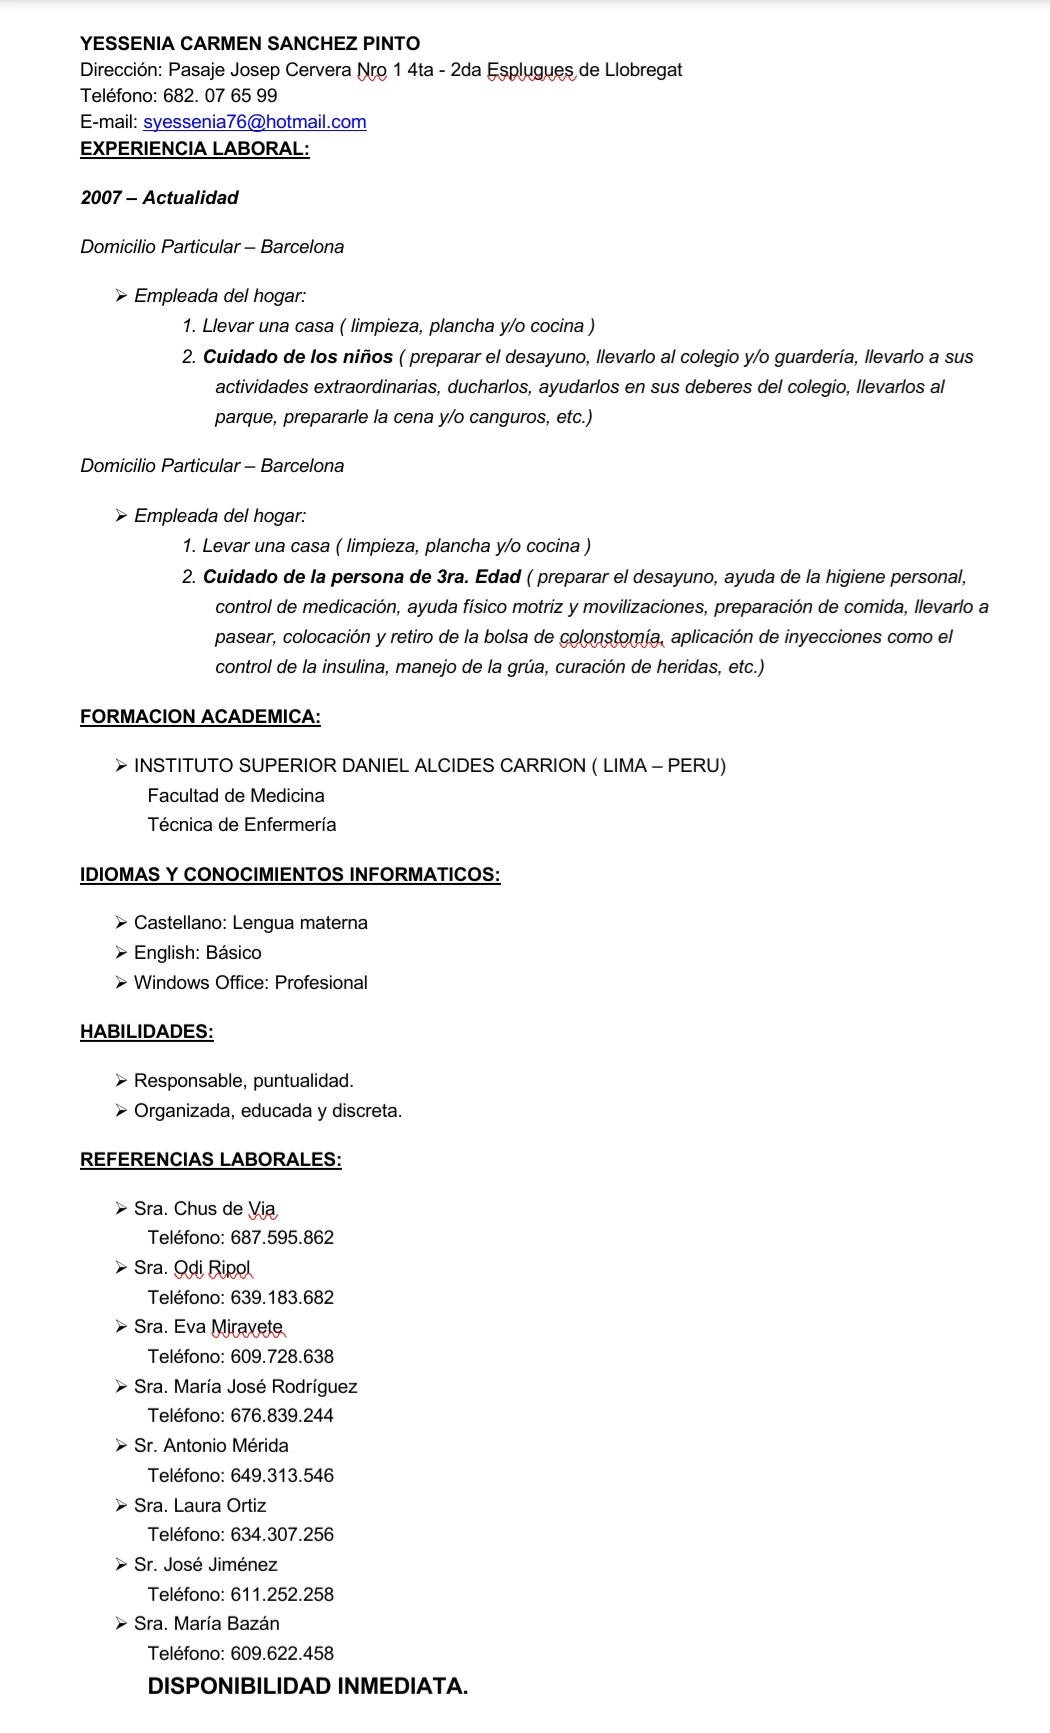 YESSENIA CARMEN SANCHEZ PINTO
Dirección: Pasaje Josep Cervera Nro 1 4ta - 2da Esplugues de Llobregat
Teléfono: 682. 07 65 99
E-mail: syessenia76@hotmail.com
EXPERIENCIA LABORAL:
2007 – Actualidad
Domicilio Particular – Barcelona
➢ Empleada del hogar:
1. Llevar una casa ( limpieza, plancha y/o cocina )
2. Cuidado de los niños ( preparar el desayuno, llevarlo al colegio y/o guardería, llevarlo a sus
actividades extraordinarias, ducharlos, ayudarlos en sus deberes del colegio, llevarlos al
parque, prepararle la cena y/o canguros, etc.)
Domicilio Particular – Barcelona
➢ Empleada del hogar:
1. Levar una casa ( limpieza, plancha y/o cocina )
2. Cuidado de la persona de 3ra. Edad ( preparar el desayuno, ayuda de la higiene personal,
control de medicación, ayuda físico motriz y movilizaciones, preparación de comida, llevarlo a
pasear, colocación y retiro de la bolsa de colonstomía, aplicación de inyecciones como el
control de la insulina, manejo de la grúa, curación de heridas, etc.)
FORMACION ACADEMICA:
➢ INSTITUTO SUPERIOR DANIEL ALCIDES CARRION ( LIMA – PERU)
Facultad de Medicina
Técnica de Enfermería
IDIOMAS Y CONOCIMIENTOS INFORMATICOS:
➢ Castellano: Lengua materna
➢ English: Básico
➢ Windows Office: Profesional
HABILIDADES:
➢ Responsable, puntualidad.
➢ Organizada, educada y discreta.
REFERENCIAS LABORALES:
➢ Sra. Chus de Via
Teléfono: 687.595.862
➢ Sra. Odi Ripol
Teléfono: 639.183.682
➢ Sra. Eva Miravete
Teléfono: 609.728.638
➢ Sra. María José Rodríguez
Teléfono: 676.839.244
➢ Sr. Antonio Mérida
Teléfono: 649.313.546
➢ Sra. Laura Ortiz
Teléfono: 634.307.256
➢ Sr. José Jiménez
Teléfono: 611.252.258
➢ Sra. María Bazán
Teléfono: 609.622.458
DISPONIBILIDAD INMEDIATA.